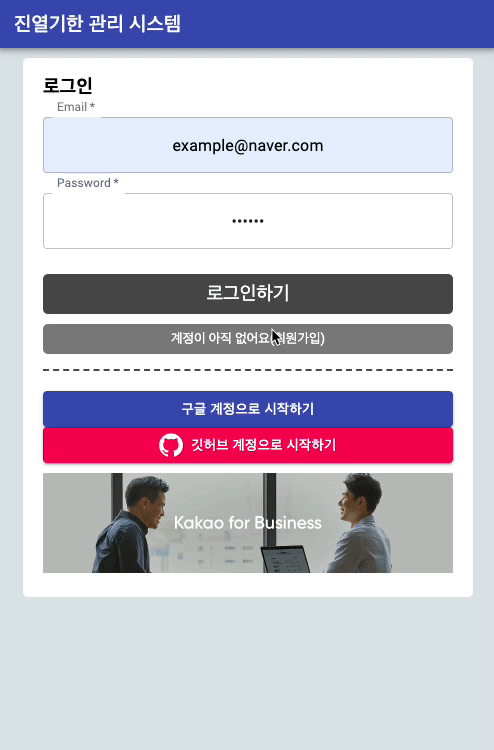 진열기한 관리 시스템
로그인
Email *
example@naver.com
Password *
••••••
로그인하기
계정이 아직 없어요(회원가입)
구글 계정으로 시작하기
깃허브 계정으로 시작하기
Kakao for Business